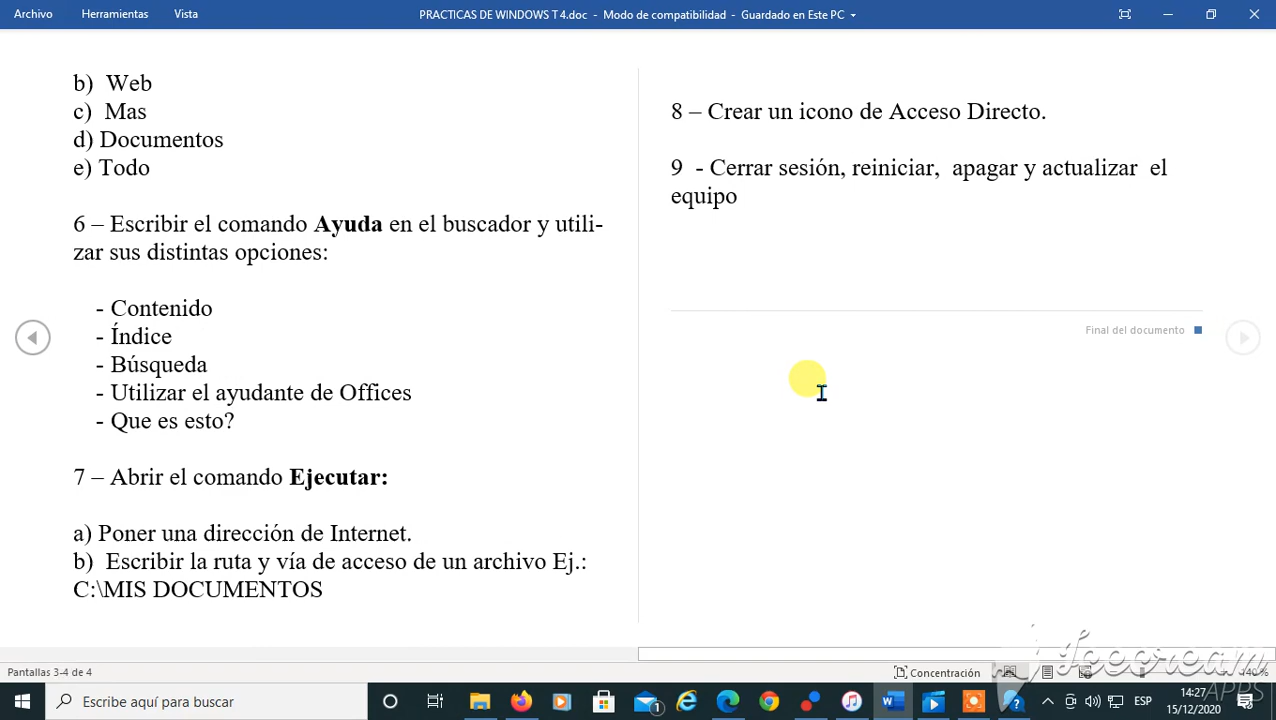 Archivo Herramientas Vista PRACTICAS DE WINDOWS T 4.doc - Modo de compatibilidad - Guardado en Este PC
b) Web
c) Mas
d) Documentos
e) Todo
6 – Escribir el comando Ayuda en el buscador y utili-
zar sus distintas opciones:
- Contenido
- Índice
- Búsqueda
- Utilizar el ayudante de Offices
- Que es esto?
7 – Abrir el comando Ejecutar:
a) Poner una dirección de Internet.
b) Escribir la ruta y vía de acceso de un archivo Ej.:
C:\MIS DOCUMENTOS
8 – Crear un icono de Acceso Directo.
9 - Cerrar sesión, reiniciar, apagar y actualizar el
equipo
Final del documento
Pantallas 3-4 de 4 Concentración
APPS
Escribe aquí para buscar 1 ESP 14:27
15/12/2020 2